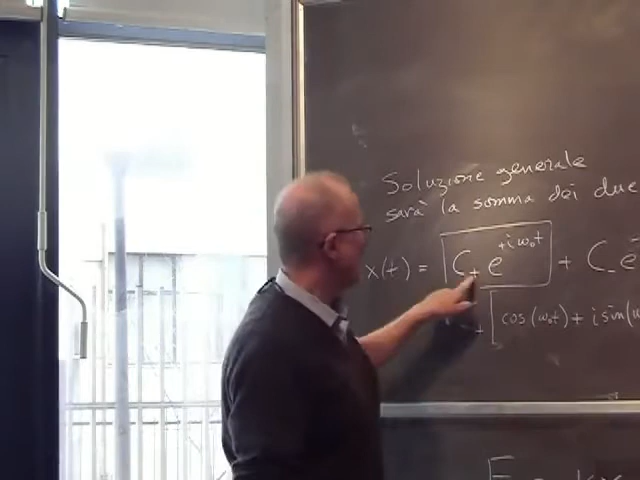 Soluzione generale
sarà la somma dei due
x(t) = C₊ e^{+iω₀t} + C₋ e⁻
[cos(ω₀t) + i sin(ω
F =